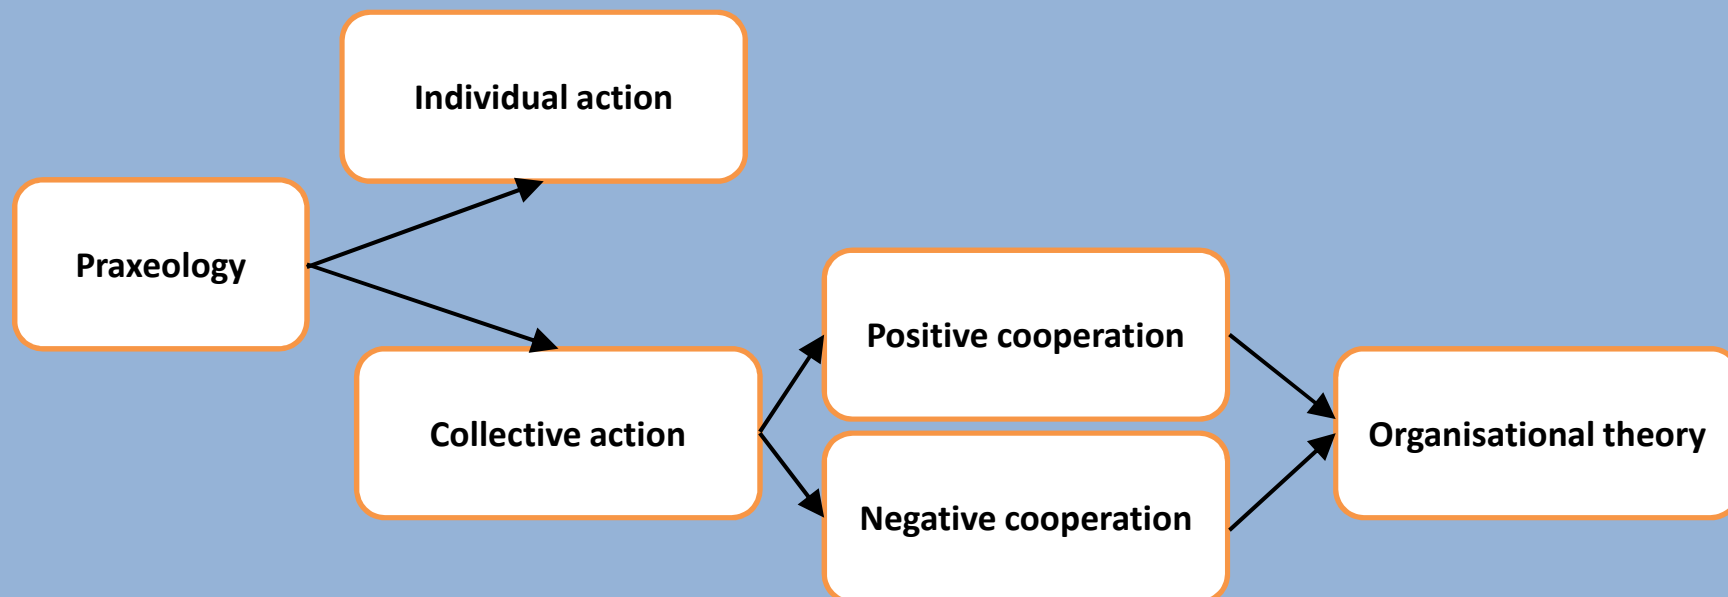 Individual action
Praxeology
Positive cooperation
Collective action
Organisational theory
Negative cooperation